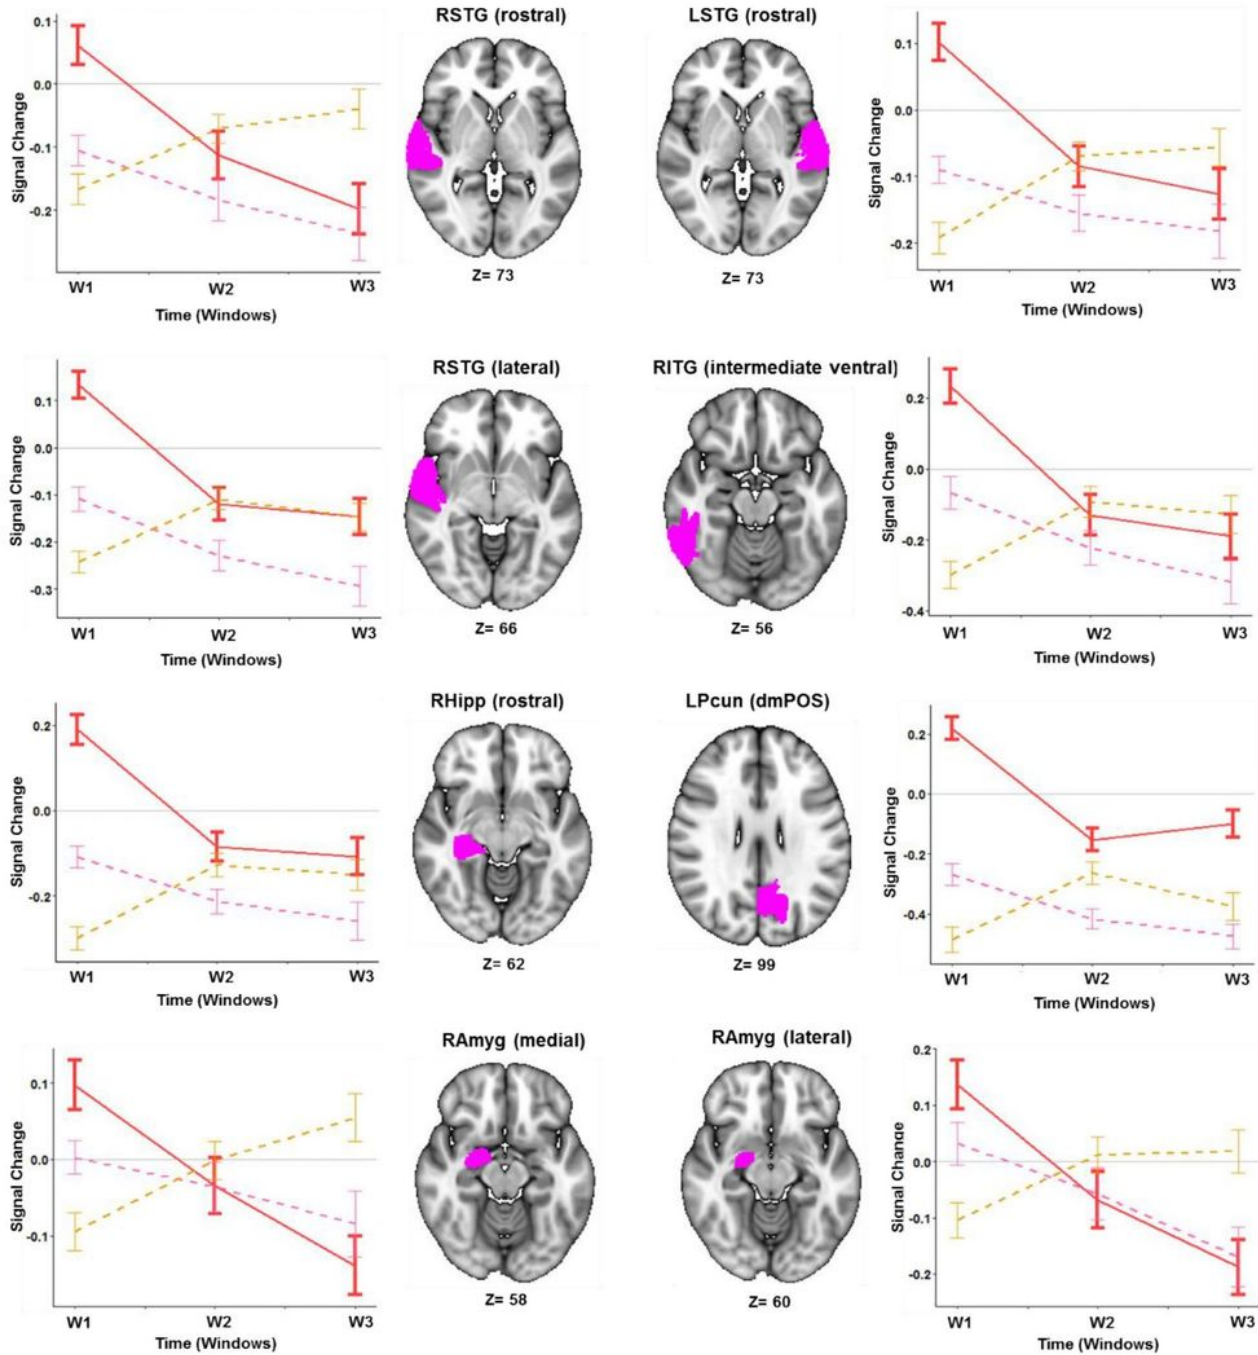 RSTG (rostral)
LSTG (rostral)
Signal Change
0.1
0.0
-0.1
-0.2
W1
W2
W3
Time (Windows)
Z= 73
Z= 73
Signal Change
0.1
0.0
-0.1
-0.2
W1
W2
W3
Time (Windows)
RSTG (lateral)
RITG (intermediate ventral)
Signal Change
0.1
0.0
-0.1
-0.2
-0.3
W1
W2
W3
Time (Windows)
Z= 66
Z= 56
Signal Change
0.2
0.0
-0.2
-0.4
W1
W2
W3
Time (Windows)
RHipp (rostral)
LPcun (dmPOS)
Signal Change
0.2
0.0
-0.2
W1
W2
W3
Time (Windows)
Z= 62
Z= 99
Signal Change
0.2
0.0
-0.2
-0.4
W1
W2
W3
Time (Windows)
RAmyg (medial)
RAmyg (lateral)
Signal Change
0.1
0.0
-0.1
W1
W2
W3
Time (Windows)
Z= 58
Z= 60
Signal Change
0.2
0.1
0.0
-0.1
-0.2
W1
W2
W3
Time (Windows)